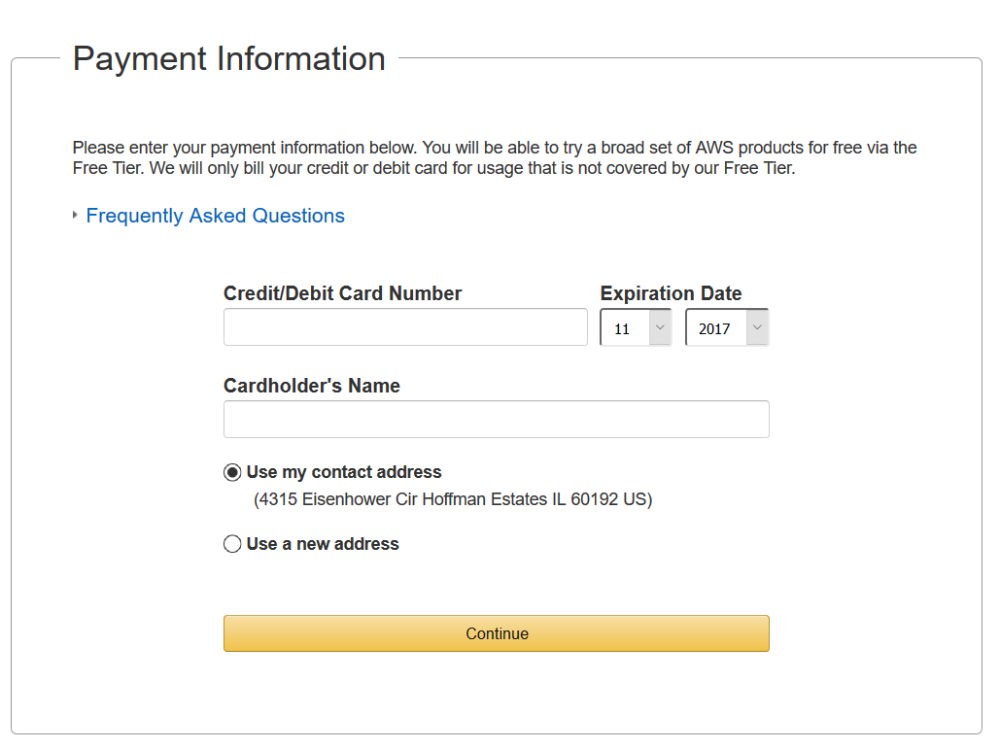 Payment Information
Please enter your payment information below. You will be able to try a broad set of AWS products for free via the
Free Tier. We will only bill your credit or debit card for usage that is not covered by our Free Tier.
Frequently Asked Questions
Credit/Debit Card Number Expiration Date
11 2017
Cardholder's Name
Use my contact address
(4315 Eisenhower Cir Hoffman Estates IL 60192 US)
Use a new address
Continue